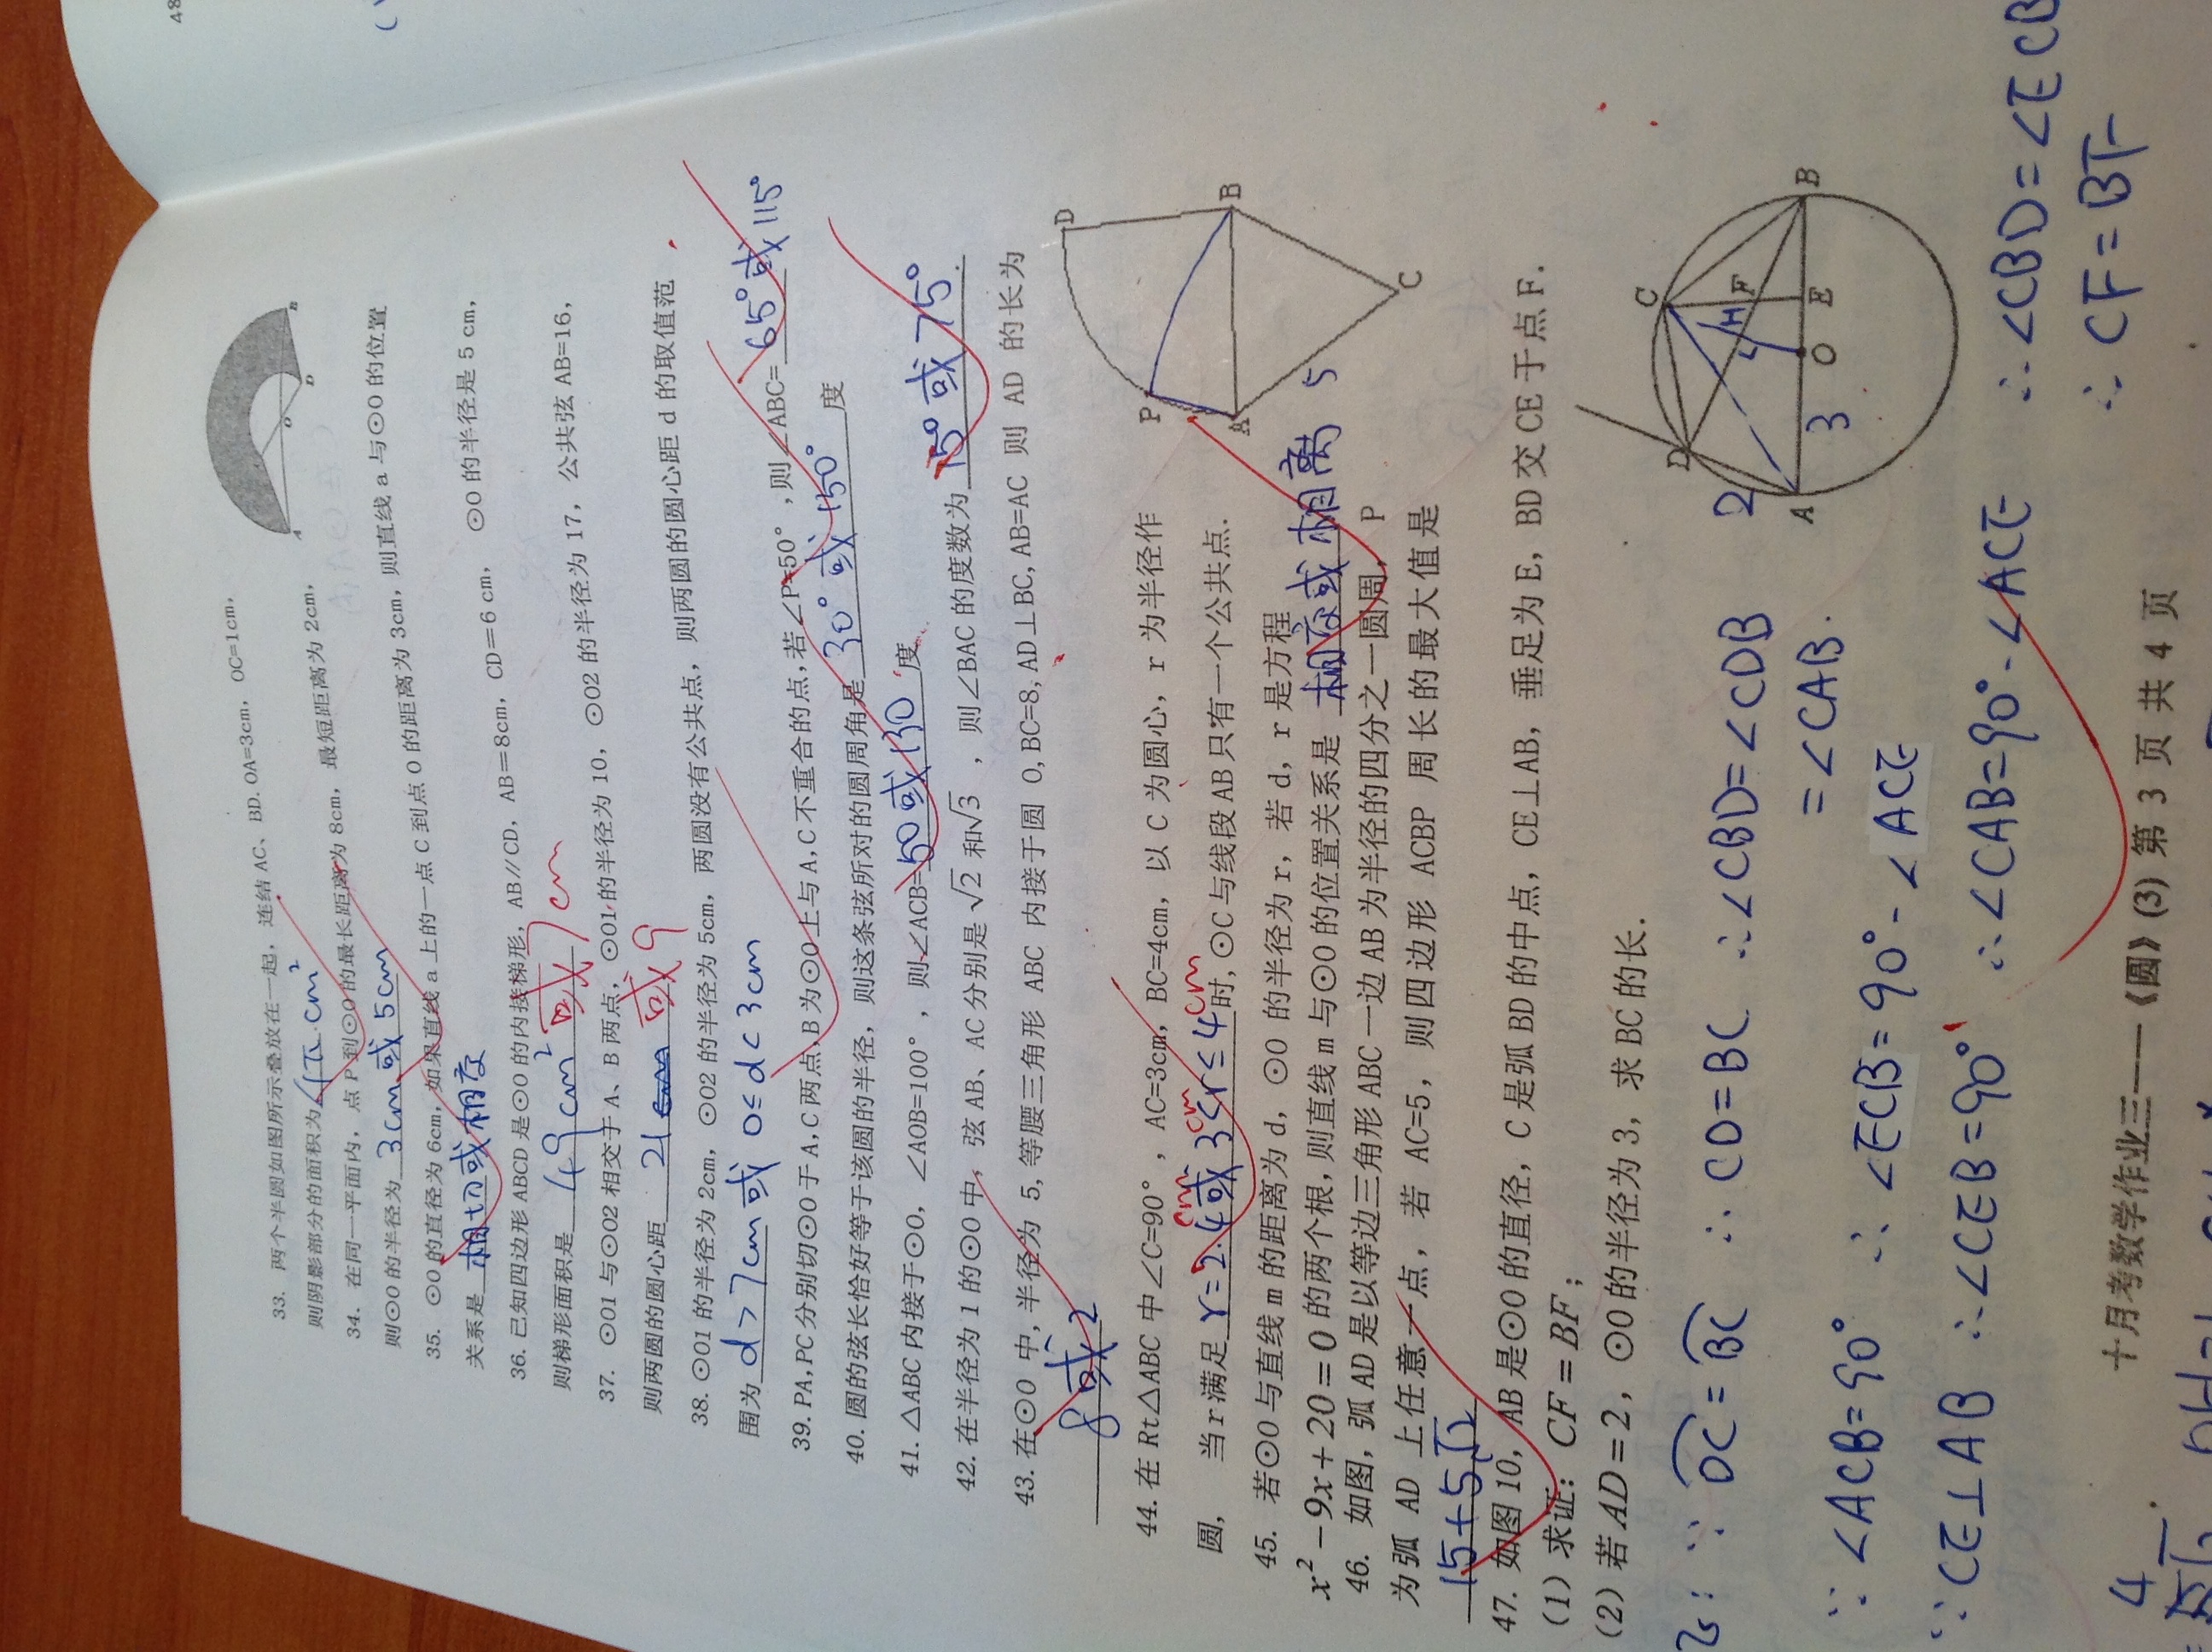 48
33. 两个半圆如图所示叠放在一起，连结 AC、BD. OA=3cm，OC=1cm，
则阴影部分的面积为 4π cm²
A O B D
34. 在同一平面内，点 P 到⊙O 的最长距离为 8cm，最短距离为 2cm，
则⊙O 的半径为 3cm 或 5cm
35. ⊙O 的直径为 6cm，如果直线 a 上的一点 C 到点 O 的距离为 3cm，则直线 a 与⊙O 的位置
关系是 相切或相交
36. 已知四边形 ABCD 是⊙O 的内接梯形，AB∥CD，AB＝8cm，CD＝6 cm， ⊙O 的半径是 5 cm，
则梯形面积是 49cm² 或7cm
37. ⊙O1 与⊙O2 相交于 A、B 两点，⊙O1 的半径为 10，⊙O2 的半径为 17，公共弦 AB=16，
则两圆的圆心距 21 cm 或9
38. ⊙O1 的半径为 2cm，⊙O2 的半径为 5cm，两圆没有公共点，则两圆的圆心距 d 的取值范
围为 d>7cm或 0≤d<3cm
39. PA, PC 分别切⊙O 于 A, C 两点, B 为⊙O 上与 A, C 不重合的点, 若∠P=50°, 则∠ABC= 65°或115°
40. 圆的弦长恰好等于该圆的半径，则这条弦所对的圆周角是 30°或150° 度
41. △ABC 内接于⊙O，∠AOB=100°，则∠ACB= 50或130 度
42. 在半径为 1 的⊙O 中，弦 AB、AC 分别是 √2 和√3 ，则∠BAC 的度数为 15°或75°.
43. 在⊙O 中, 半径为 5, 等腰三角形 ABC 内接于圆 O, BC=8, AD⊥BC, AB=AC 则 AD 的长为
8或2
44. 在 Rt△ABC 中∠C=90°，AC=3cm，BC=4cm，以 C 为圆心，r 为半径作
圆， 当 r 满足 r=2.4cm或3cm<r≤4cm 时, ⊙C 与线段 AB 只有一个公共点.
D P A B C
45. 若⊙O 与直线 m 的距离为 d，⊙O 的半径为 r，若 d，r 是方程
x²－9x＋20＝0 的两个根, 则直线 m 与⊙O 的位置关系是 相交或相离 5
46. 如图，弧 AD 是以等边三角形 ABC 一边 AB 为半径的四分之一圆周， P
为弧 AD 上任意一点，若 AC=5，则四边形 ACBP 周长的最大值是
15+5√2
47. 如图 10，AB 是⊙O 的直径，C 是弧 BD 的中点，CE⊥AB，垂足为 E，BD 交 CE 于点 F.
（1）求证：CF＝BF；
（2）若 AD＝2，⊙O 的半径为 3，求 BC 的长.
D C H F 2 A 3 O E B
∵ DC=BC ∴ CD=BC ∴∠CBD=∠CDB
=∠CAB.
∵∠ACB=90° ∴∠ECB=90°-∠ACE
∵CE⊥AB ∴∠CEB=90° ∴∠CAB=90°-∠ACE ∴∠CBD=∠ECB
∴ CF=BF
十月考数学作业三——《圆》(3) 第 3 页 共 4 页
4